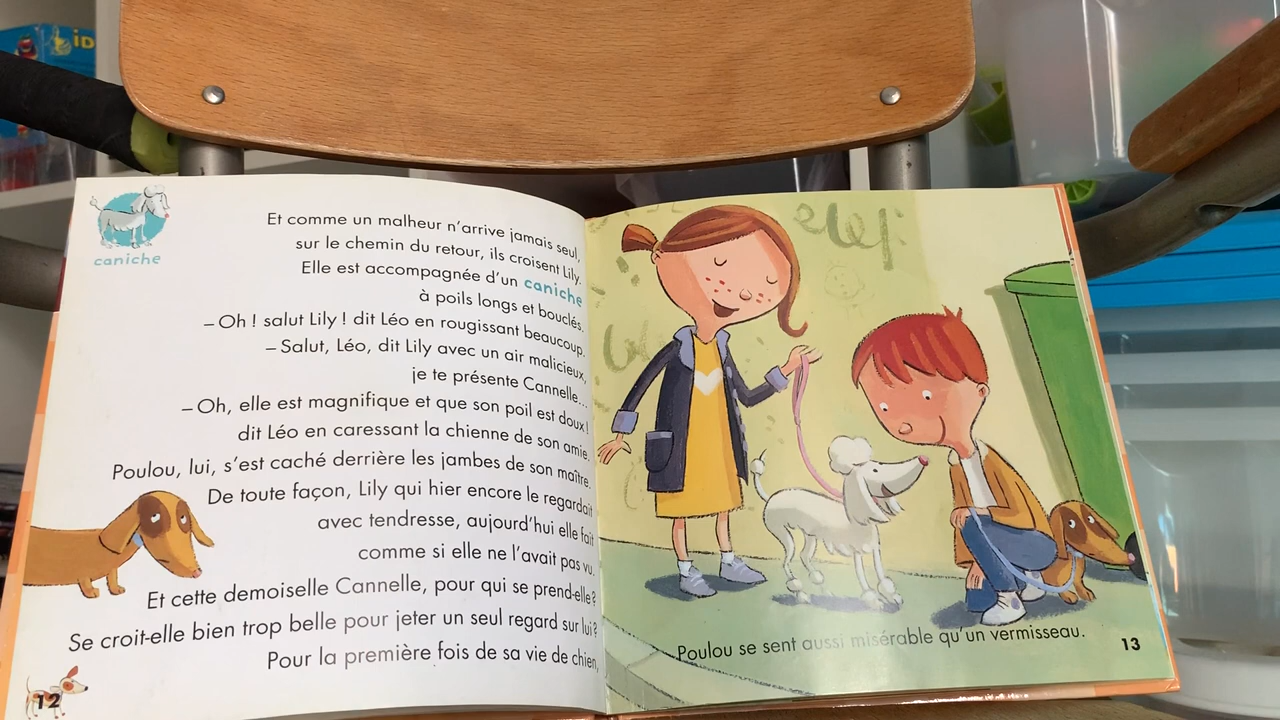 iD
caniche
Et comme un malheur n'arrive jamais seul,
sur le chemin du retour, ils croisent Lily.
Elle est accompagnée d'un caniche
à poils longs et bouclés.
– Oh ! salut Lily ! dit Léo en rougissant beaucoup.
– Salut, Léo, dit Lily avec un air malicieux,
je te présente Cannelle...
– Oh, elle est magnifique et que son poil est doux !
dit Léo en caressant la chienne de son amie.
Poulou, lui, s'est caché derrière les jambes de son maître.
De toute façon, Lily qui hier encore le regardait
avec tendresse, aujourd'hui elle fait
comme si elle ne l'avait pas vu.
Et cette demoiselle Cannelle, pour qui se prend-elle ?
Se croit-elle bien trop belle pour jeter un seul regard sur lui ?
Pour la première fois de sa vie de chien,
12
Poulou se sent aussi misérable qu'un vermisseau.
13